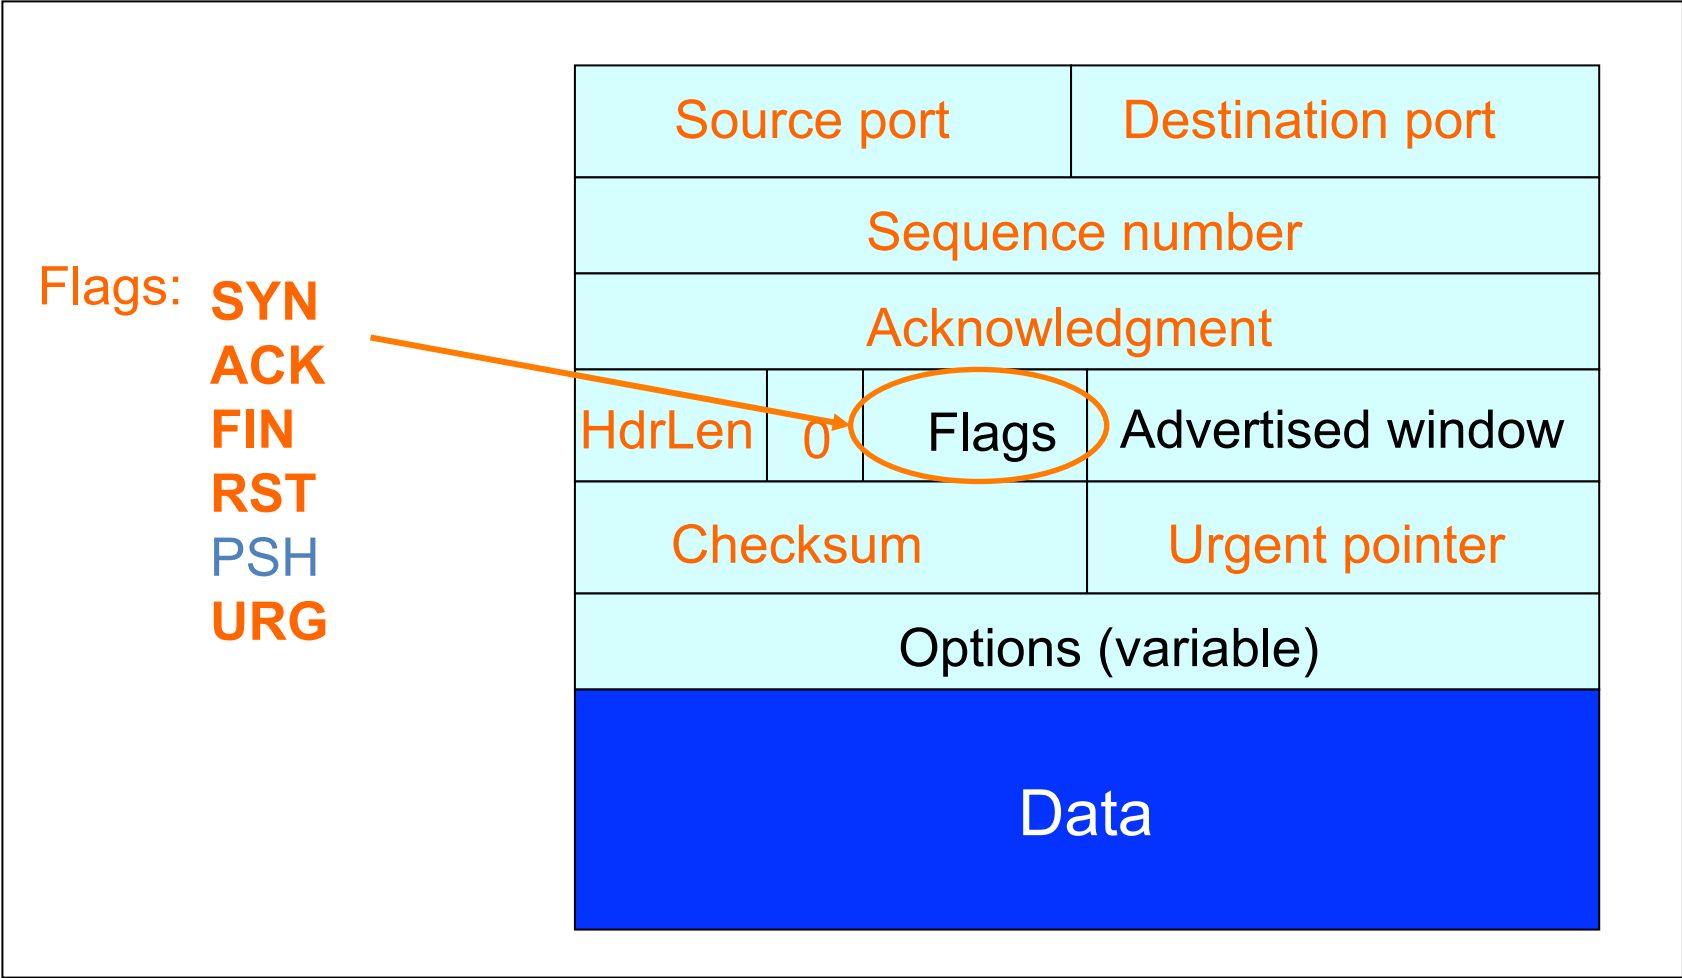 Flags:
SYN
ACK
FIN
RST
PSH
URG
Source port Destination port
Sequence number
Acknowledgment
HdrLen 0 Flags Advertised window
Checksum Urgent pointer
Options (variable)
Data